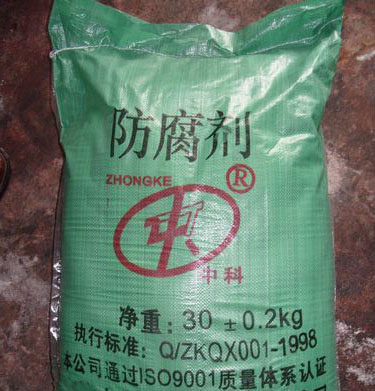 防腐剂
ZHONGKE
®
中科
净重：30 ± 0.2kg
执行标准：Q/ZKQX001-1998
本公司通过ISO9001质量体系认证